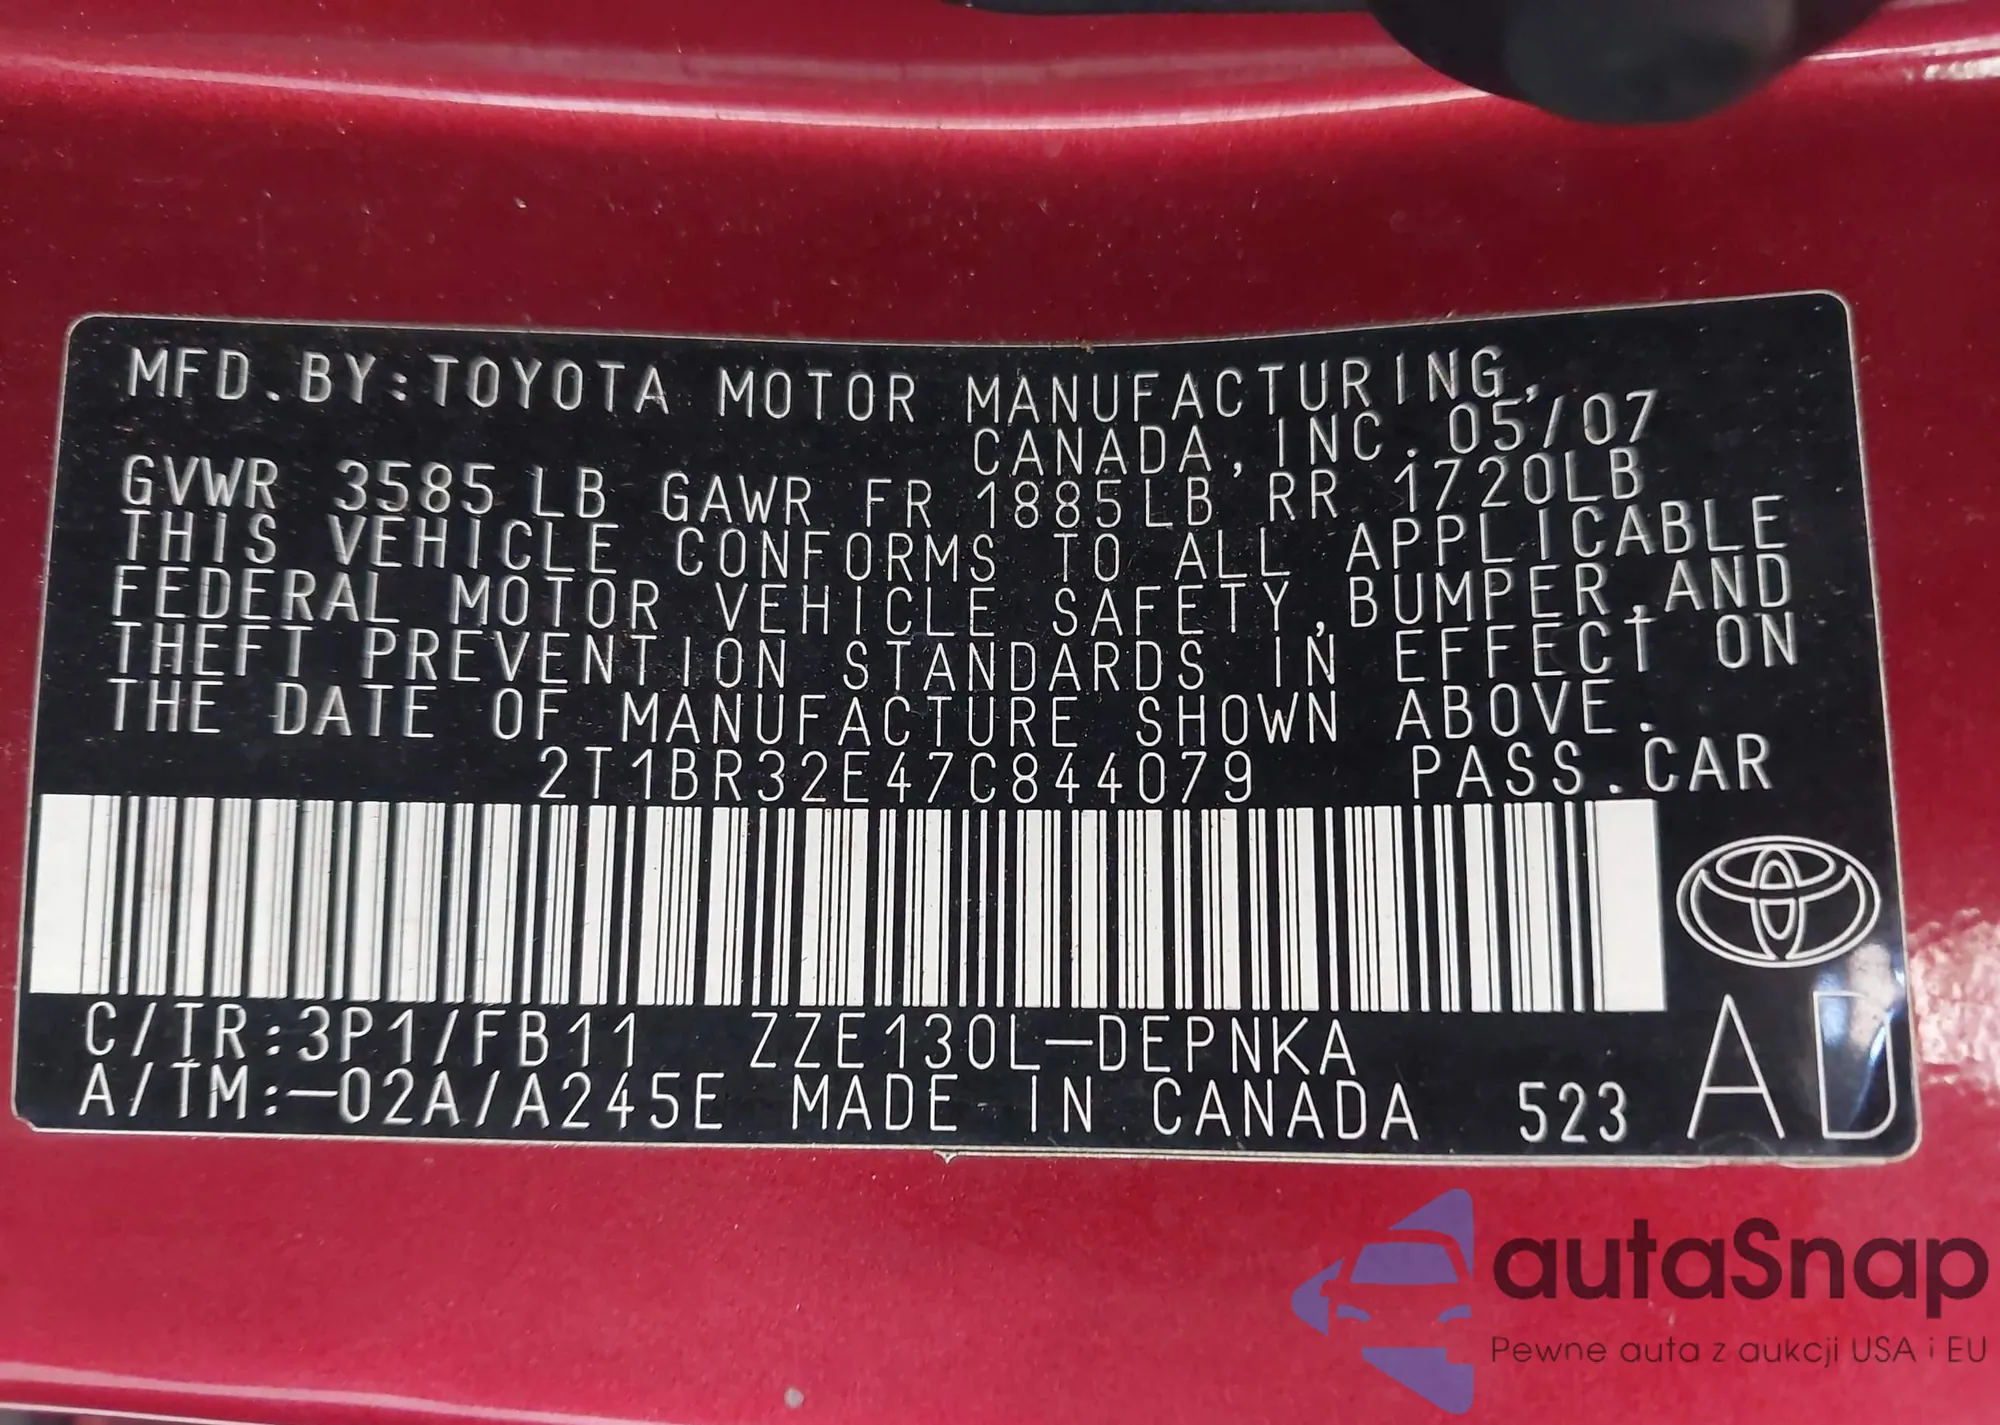 MFD.BY:TOYOTA MOTOR MANUFACTURING,
CANADA,INC. 05/07
GVWR 3585LB GAWR FR 1885LB RR 1720LB
THIS VEHICLE CONFORMS TO ALL APPLICABLE
FEDERAL MOTOR VEHICLE SAFETY,BUMPER,AND
THEFT PREVENTION STANDARDS IN EFFECT ON
THE DATE OF MANUFACTURE SHOWN ABOVE.
2T1BR32E47C844079 PASS.CAR
C/TR:3P1/FB11 ZZE130L-DEPNKA
A/TM:-02A/A245E MADE IN CANADA 523 AD
autaSnap
Pewne auta z aukcji USA i EU